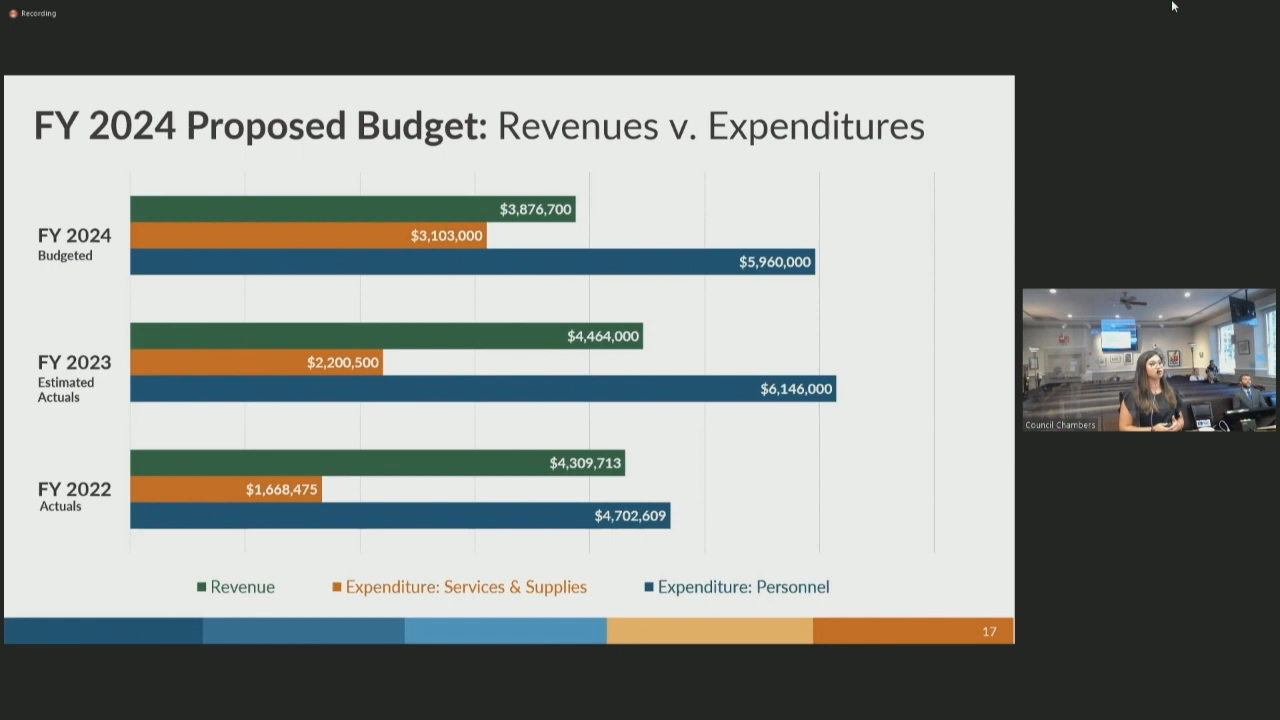 Recording
FY 2024 Proposed Budget: Revenues v. Expenditures
FY 2024
Budgeted
$3,876,700
$3,103,000
$5,960,000
FY 2023
Estimated
Actuals
$4,464,000
$2,200,500
$6,146,000
FY 2022
Actuals
$4,309,713
$1,668,475
$4,702,609
Revenue
Expenditure: Services & Supplies
Expenditure: Personnel
17
Council Chambers